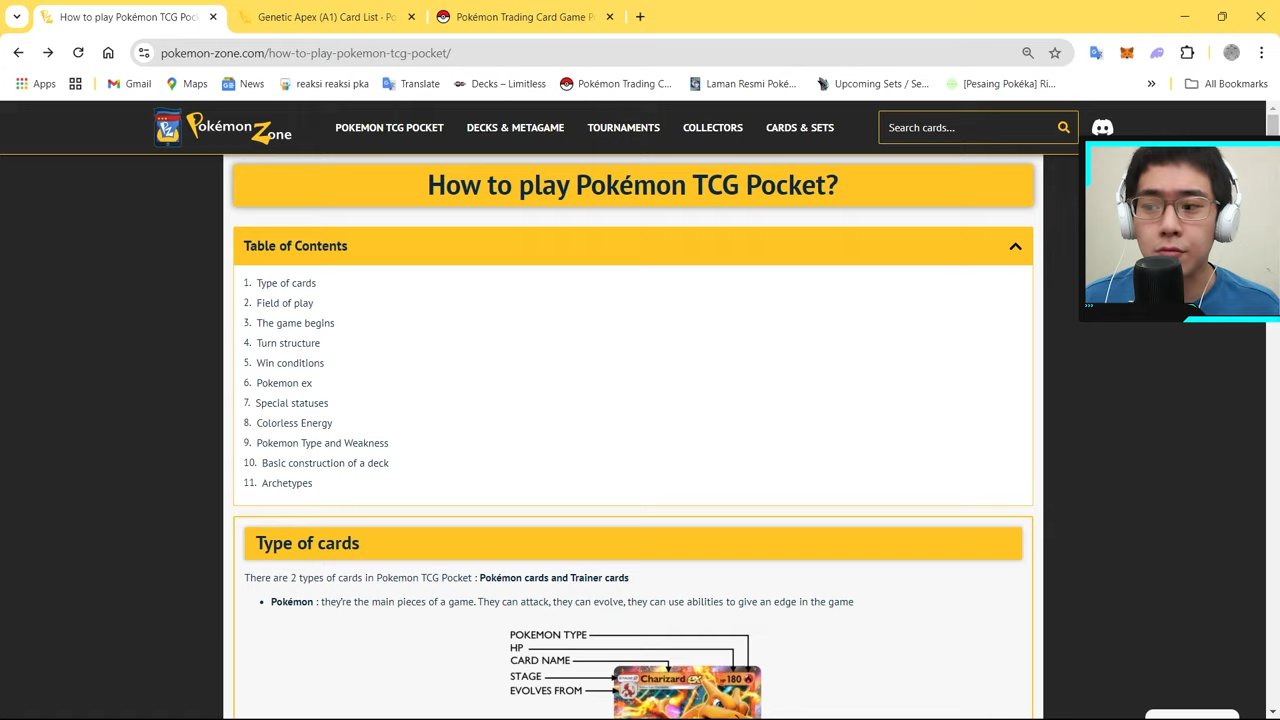 How to play Pokémon TCG Poc
Genetic Apex (A1) Card List - Po
Pokémon Trading Card Game P
pokemon-zone.com/how-to-play-pokemon-tcg-pocket/
Apps
Gmail
Maps
News
reaksi reaksi pka
Translate
Decks – Limitless
Pokémon Trading C...
Laman Resmi Poké...
Upcoming Sets / Se...
[Pesaing Pokéka] Ri...
All Bookmarks
Pokémon Zone
POKEMON TCG POCKET
DECKS & METAGAME
TOURNAMENTS
COLLECTORS
CARDS & SETS
Search cards...
How to play Pokémon TCG Pocket?
Table of Contents
1. Type of cards
2. Field of play
3. The game begins
4. Turn structure
5. Win conditions
6. Pokemon ex
7. Special statuses
8. Colorless Energy
9. Pokemon Type and Weakness
10. Basic construction of a deck
11. Archetypes
Type of cards
There are 2 types of cards in Pokemon TCG Pocket : Pokémon cards and Trainer cards
• Pokémon : they're the main pieces of a game. They can attack, they can evolve, they can use abilities to give an edge in the game
POKEMON TYPE
HP
CARD NAME
STAGE
EVOLVES FROM
Charizard ex
180